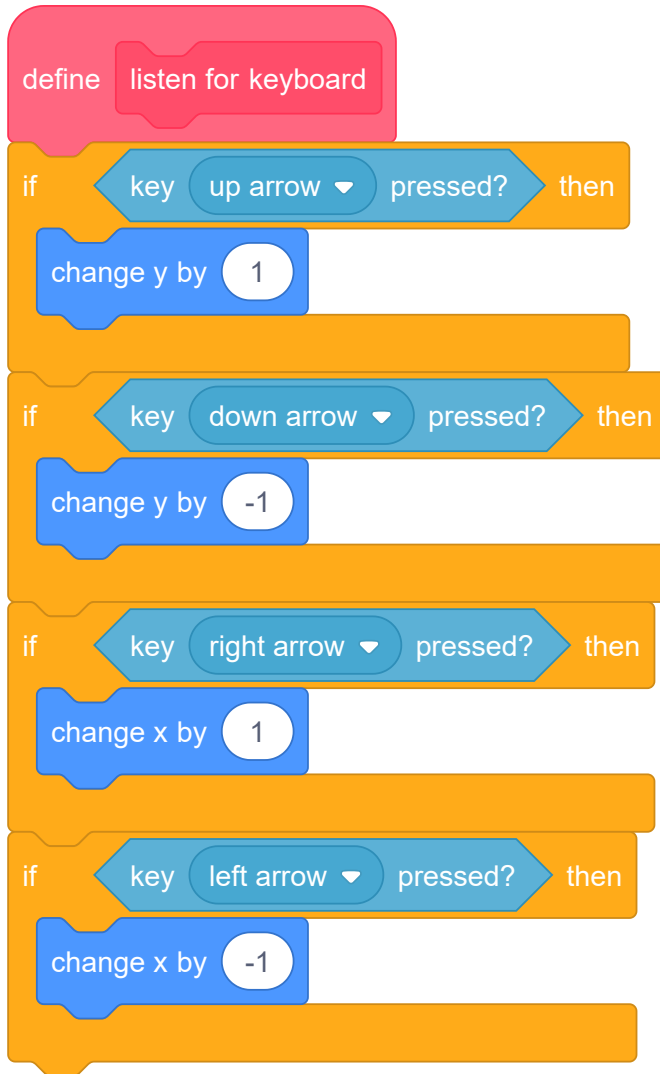 define listen for keyboard
if key up arrow pressed? then
change y by 1
if key down arrow pressed? then
change y by -1
if key right arrow pressed? then
change x by 1
if key left arrow pressed? then
change x by -1